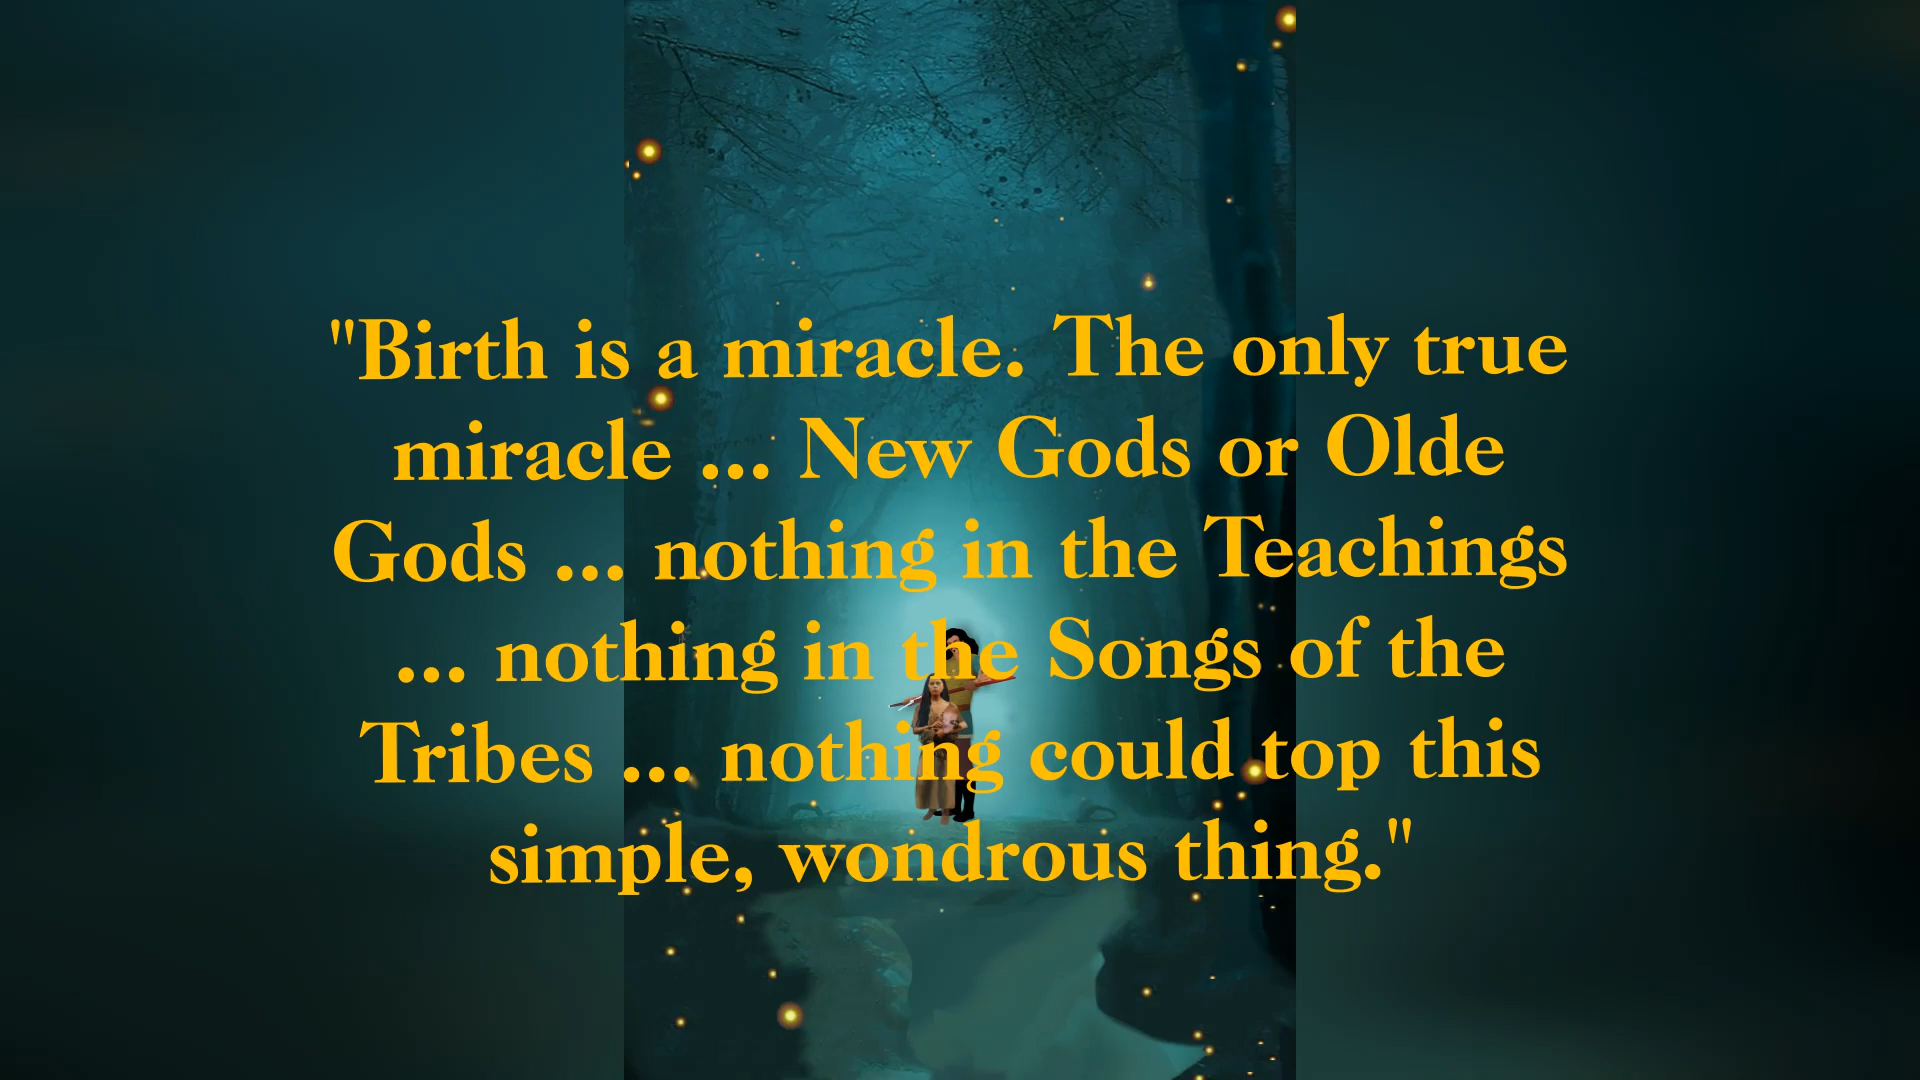 "Birth is a miracle. The only true
miracle ... New Gods or Olde
Gods ... nothing in the Teachings
... nothing in the Songs of the
Tribes ... nothing could top this
simple, wondrous thing."